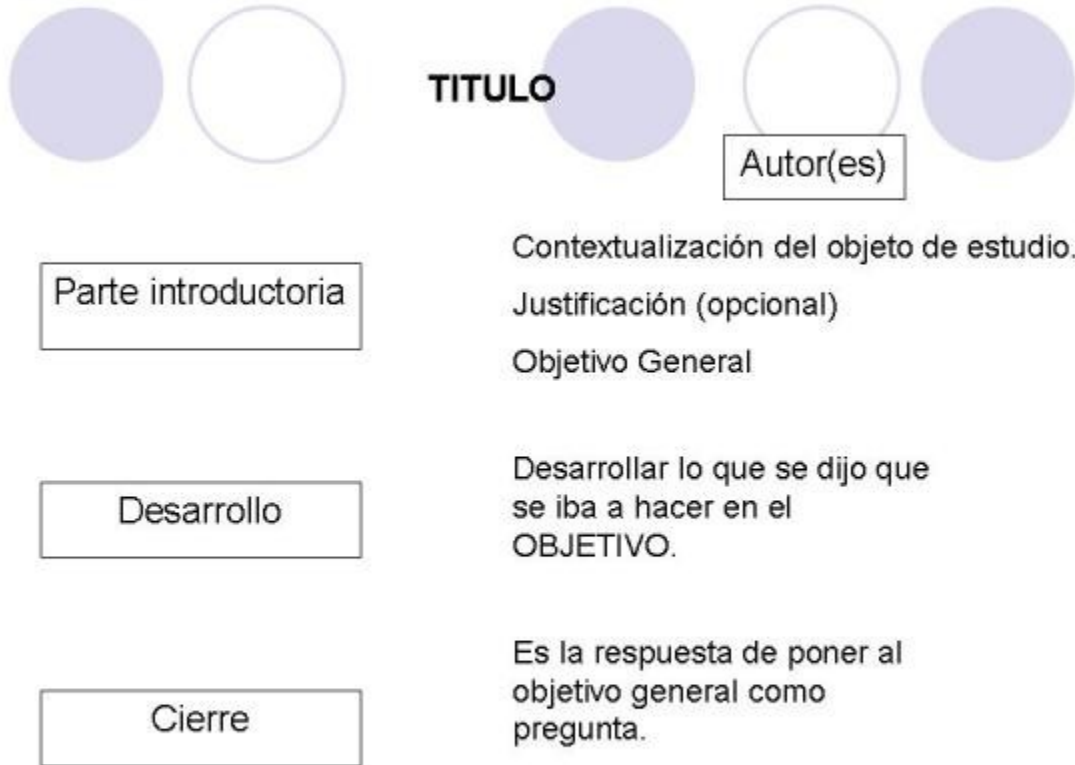 TITULO
Autor(es)
Parte introductoria
Contextualización del objeto de estudio.
Justificación (opcional)
Objetivo General
Desarrollo
Desarrollar lo que se dijo que
se iba a hacer en el
OBJETIVO.
Cierre
Es la respuesta de poner al
objetivo general como
pregunta.